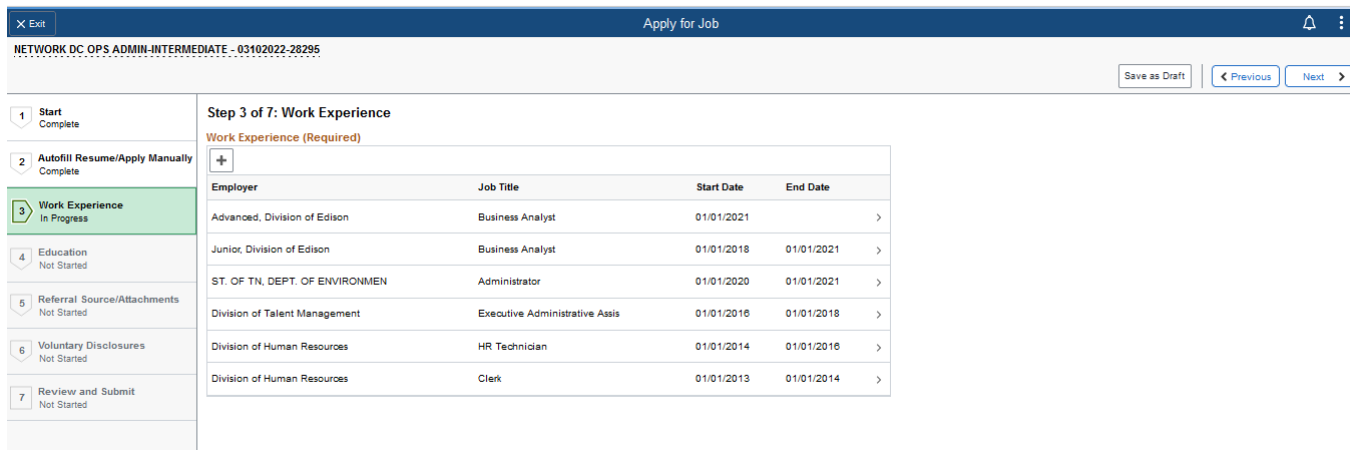 Exit
Apply for Job
NETWORK DC OPS ADMIN-INTERMEDIATE - 03102022-28295
Save as Draft
Previous
Next
1 Start
Complete
2 Autofill Resume/Apply Manually
Complete
3 Work Experience
In Progress
4 Education
Not Started
5 Referral Source/Attachments
Not Started
6 Voluntary Disclosures
Not Started
7 Review and Submit
Not Started
Step 3 of 7: Work Experience
Work Experience (Required)
+
Employer Job Title Start Date End Date
Advanced, Division of Edison Business Analyst 01/01/2021
Junior, Division of Edison Business Analyst 01/01/2018 01/01/2021
ST. OF TN, DEPT. OF ENVIRONMEN Administrator 01/01/2020 01/01/2021
Division of Talent Management Executive Administrative Assis 01/01/2016 01/01/2018
Division of Human Resources HR Technician 01/01/2014 01/01/2016
Division of Human Resources Clerk 01/01/2013 01/01/2014